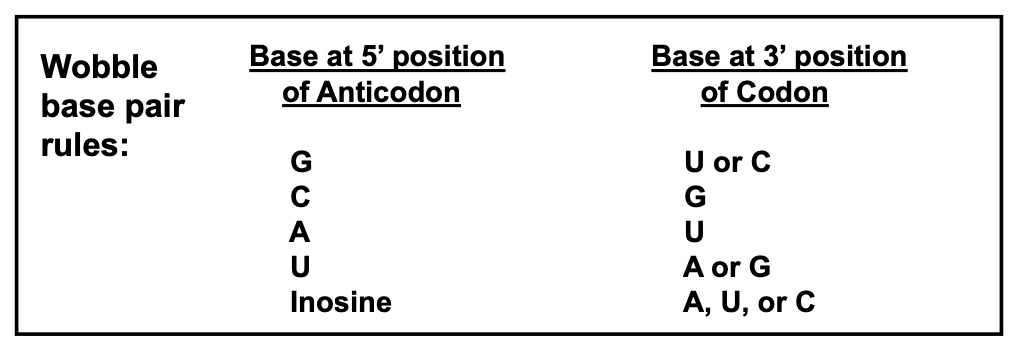 Wobble
base pair
rules:
Base at 5’ position
of Anticodon
Base at 3’ position
of Codon
G U or C
C G
A U
U A or G
Inosine A, U, or C